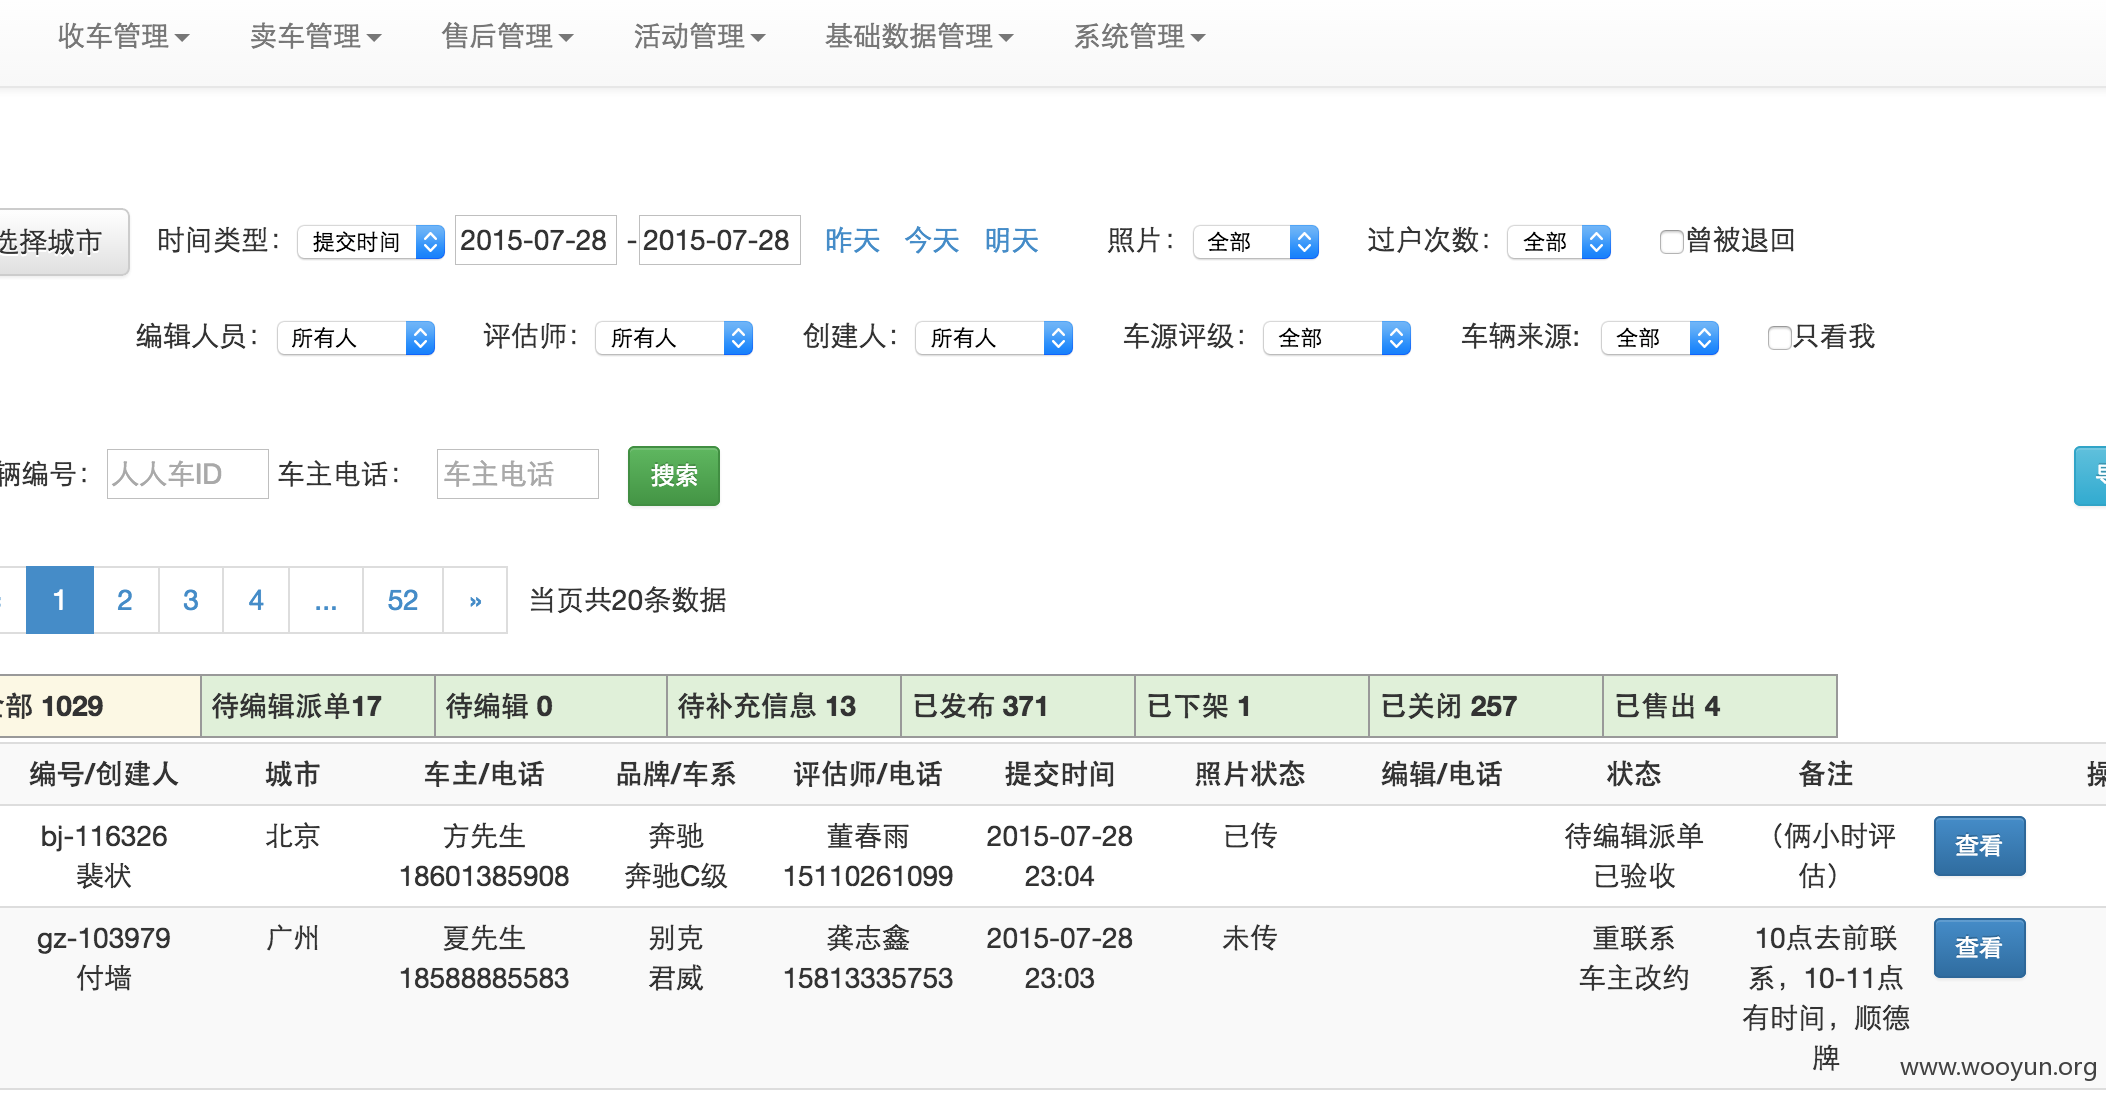 收车管理 卖车管理 售后管理 活动管理 基础数据管理 系统管理
选择城市 时间类型： 提交时间 2015-07-28 - 2015-07-28 昨天 今天 明天 照片： 全部 过户次数： 全部 曾被退回
编辑人员： 所有人 评估师： 所有人 创建人： 所有人 车源评级： 全部 车辆来源: 全部 只看我
辆编号： 人人车ID 车主电话： 车主电话 搜索
1 2 3 4 ... 52 » 当页共20条数据
全部 1029 待编辑派单17 待编辑 0 待补充信息 13 已发布 371 已下架 1 已关闭 257 已售出 4
编号/创建人 城市 车主/电话 品牌/车系 评估师/电话 提交时间 照片状态 编辑/电话 状态 备注 操
bj-116326 北京 方先生 奔驰 董春雨 2015-07-28 已传 待编辑派单 （俩小时评 查看
裴状 18601385908 奔驰C级 15110261099 23:04 已验收 估）
gz-103979 广州 夏先生 别克 龚志鑫 2015-07-28 未传 重联系 10点去前联 查看
付墙 18588885583 君威 15813335753 23:03 车主改约 系，10-11点
有时间，顺德
牌
www.wooyun.org